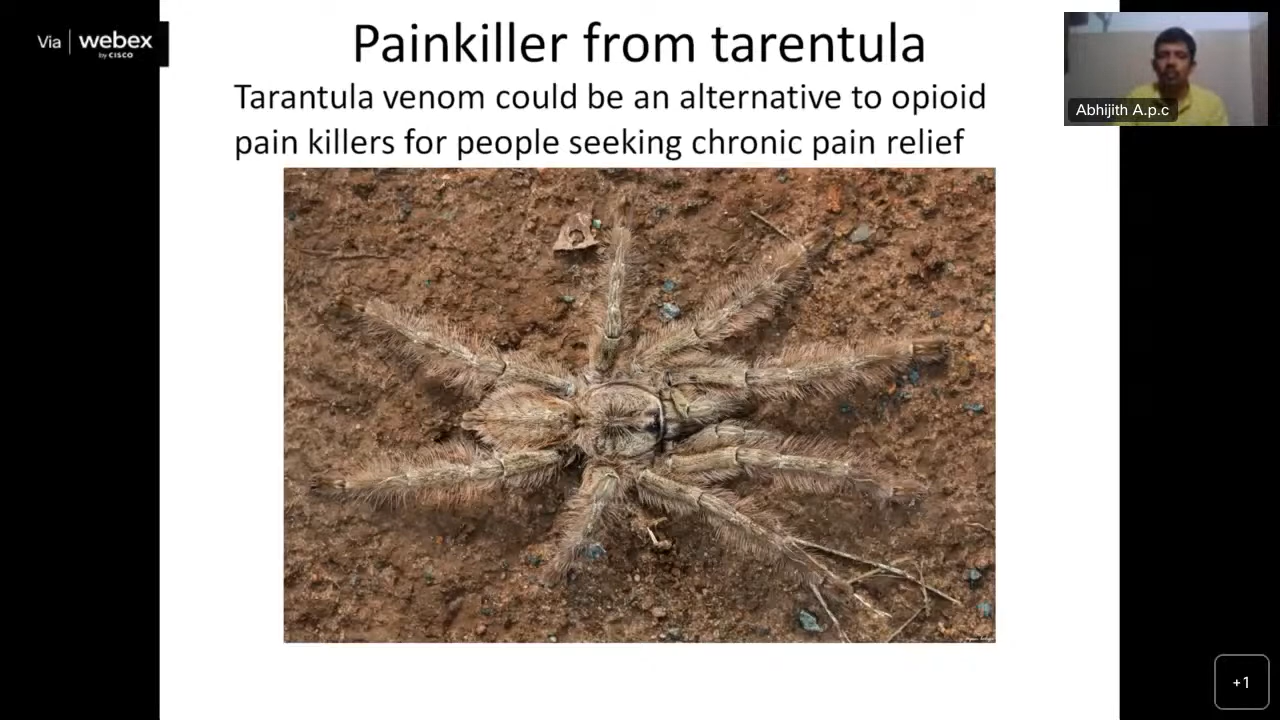 Via | webex
by CISCO
Painkiller from tarentula
Tarantula venom could be an alternative to opioid
pain killers for people seeking chronic pain relief
Abhijith A.p.c
+1